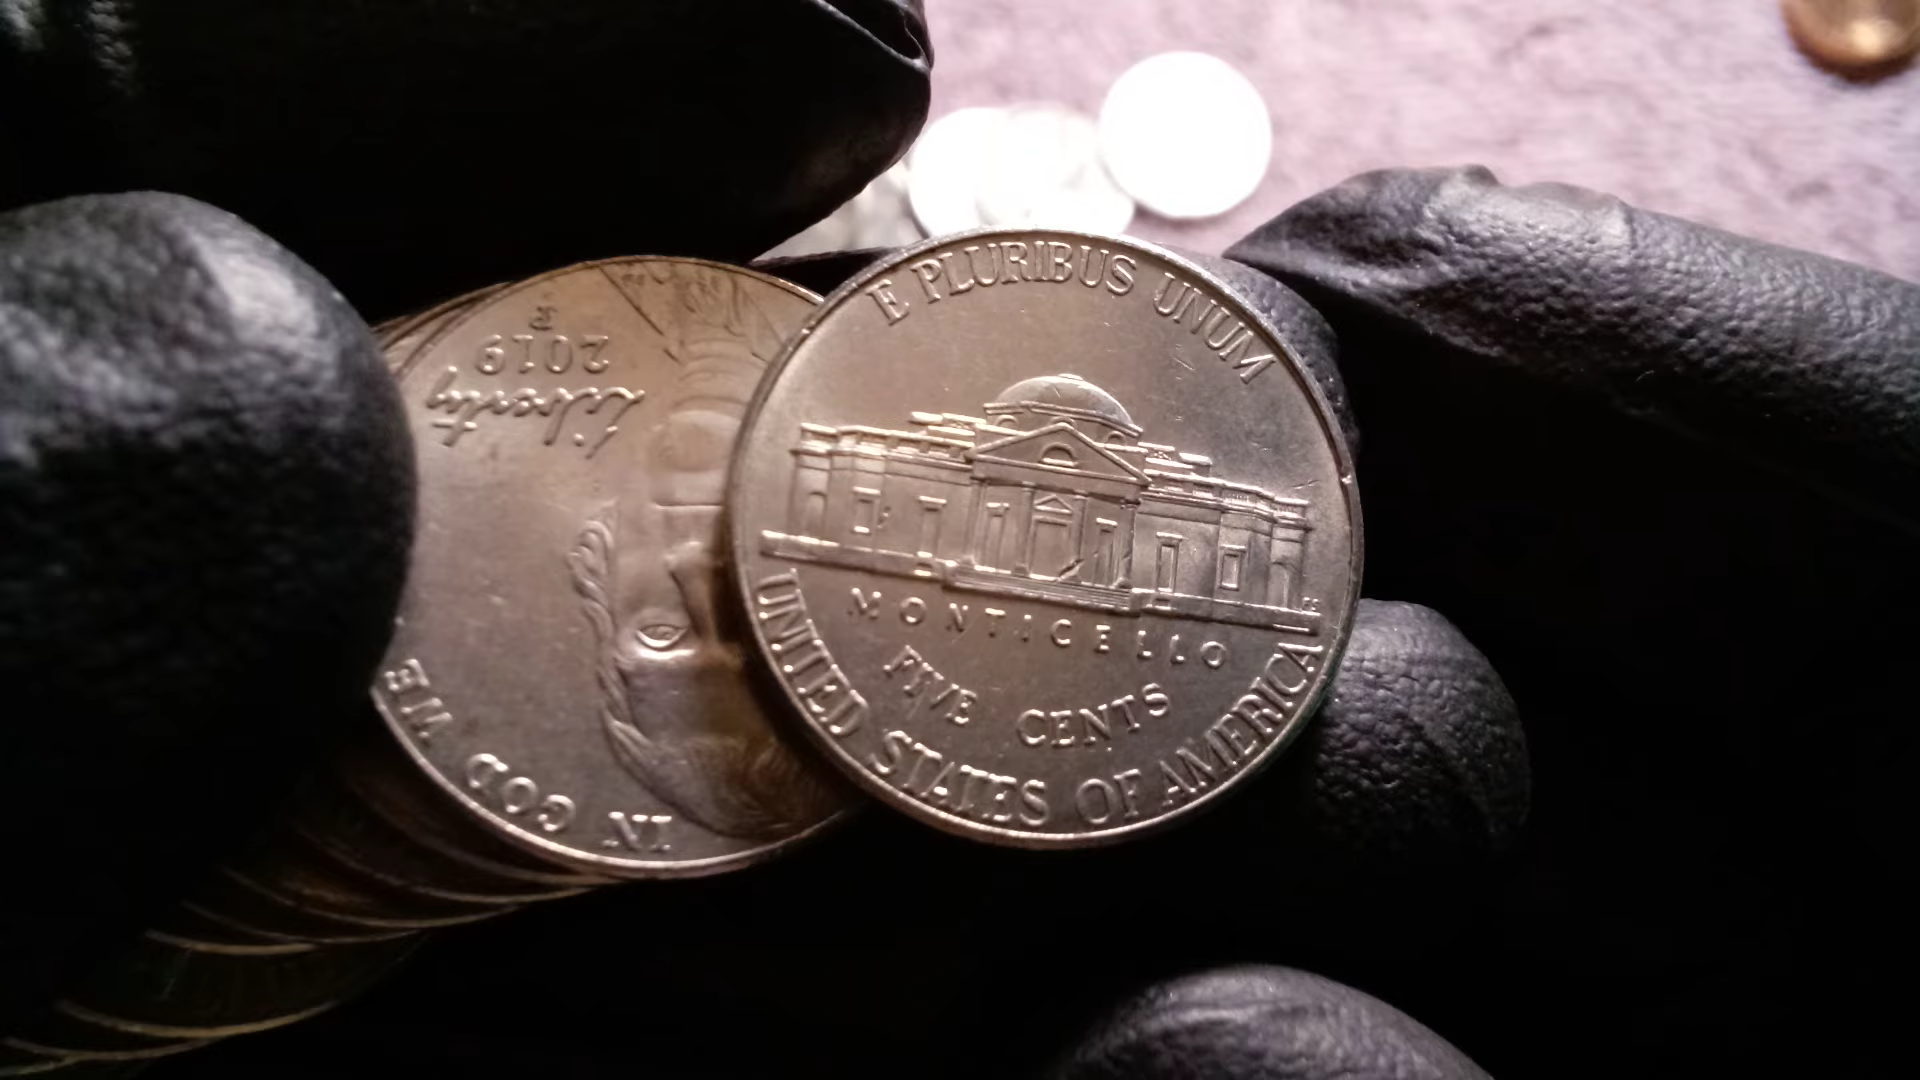 E PLURIBUS UNUM
MONTICELLO
FIVE CENTS
UNITED STATES OF AMERICA
IN GOD WE
Liberty
2019
P